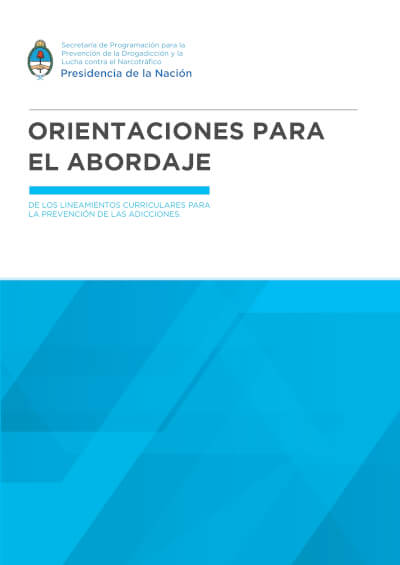 Secretaría de Programación para la
Prevención de la Drogadicción y la
Lucha contra el Narcotráfico
Presidencia de la Nación
ORIENTACIONES PARA
EL ABORDAJE
DE LOS LINEAMIENTOS CURRICULARES PARA
LA PREVENCIÓN DE LAS ADICCIONES.